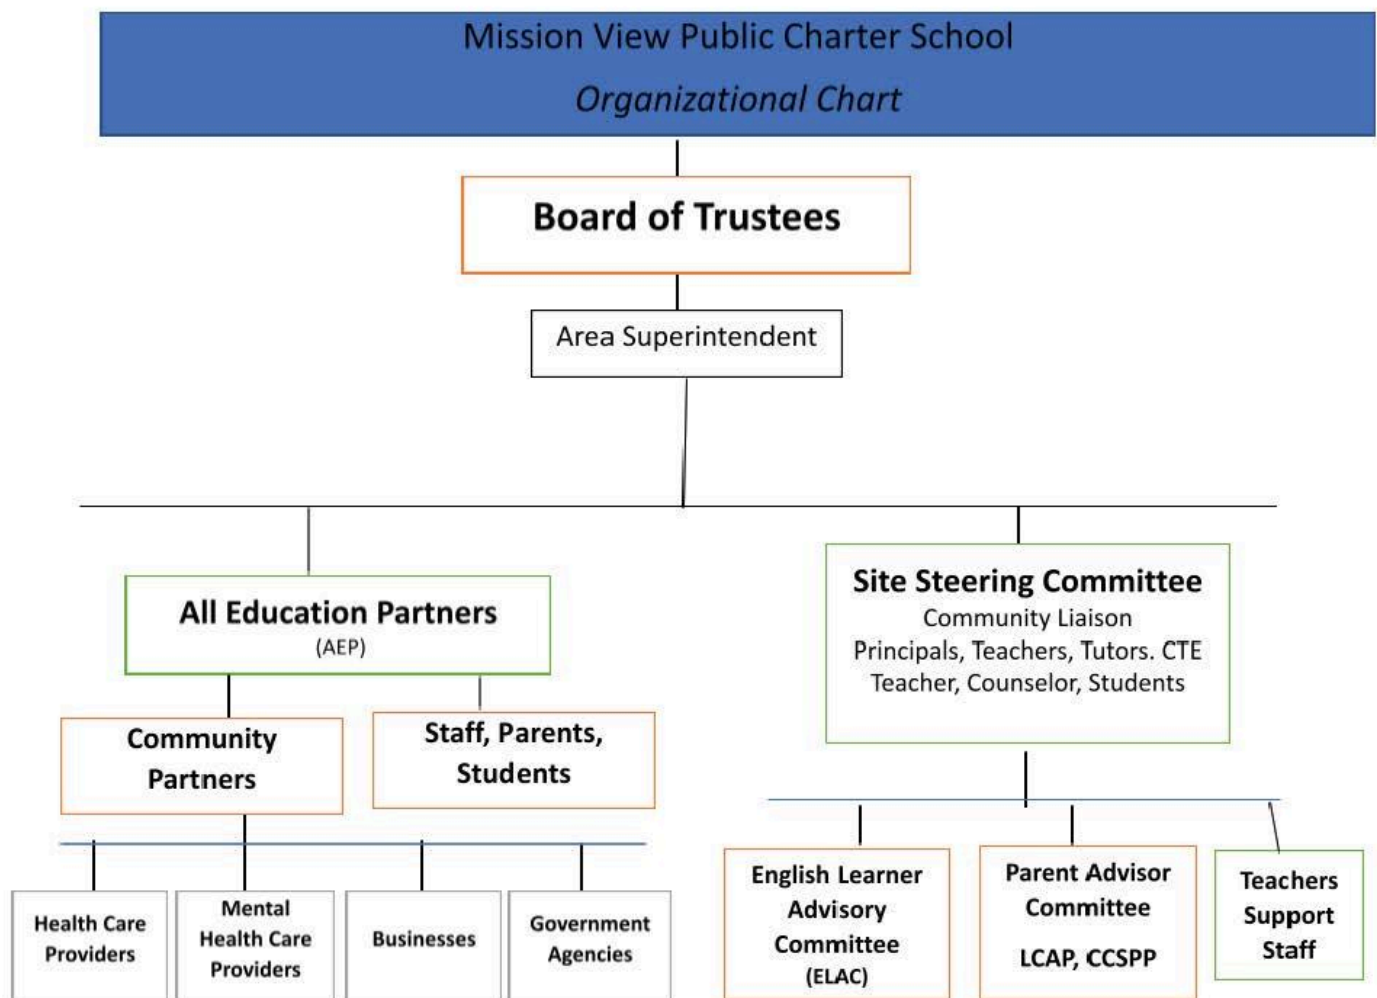 Mission View Public Charter School
Organizational Chart
Board of Trustees
Area Superintendent
All Education Partners
(AEP)
Site Steering Committee
Community Liaison
Principals, Teachers, Tutors. CTE
Teacher, Counselor, Students
Community
Partners
Staff, Parents,
Students
Health Care
Providers
Mental
Health Care
Providers
Businesses
Government
Agencies
English Learner
Advisory
Committee
(ELAC)
Parent Advisor
Committee
LCAP, CCSPP
Teachers
Support
Staff